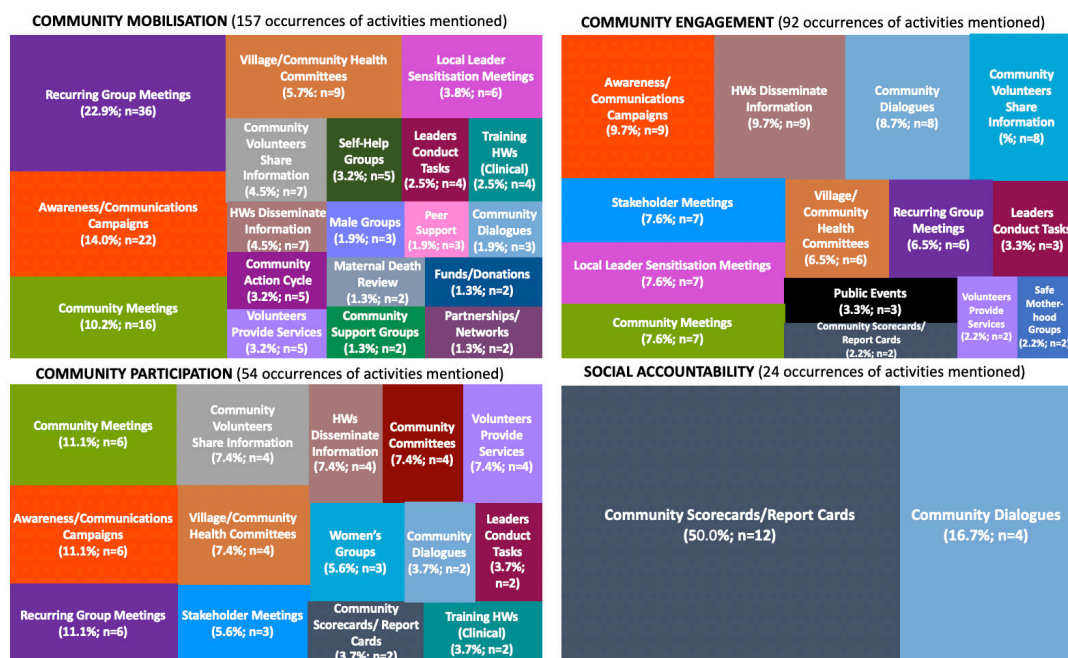 COMMUNITY MOBILISATION (157 occurrences of activities mentioned)
Recurring Group Meetings
(22.9%; n=36)
Village/Community Health
Committees
(5.7%: n=9)
Local Leader
Sensitisation Meetings
(3.8%; n=6)
Community
Volunteers
Share
Information
(4.5%; n=7)
Self-Help
Groups
(3.2%; n=5)
Leaders
Conduct
Tasks
(2.5%; n=4)
Training
HWs
(Clinical)
(2.5%; n=4)
Awareness/Communications
Campaigns
(14.0%; n=22)
HWs Disseminate
Information
(4.5%; n=7)
Male Groups
(1.9%; n=3)
Peer
Support
(1.9%; n=3)
Community
Dialogues
(1.9%; n=3)
Community
Action Cycle
(3.2%; n=5)
Maternal Death
Review
(1.3%; n=2)
Funds/Donations
(1.3%; n=2)
Community Meetings
(10.2%; n=16)
Volunteers
Provide Services
(3.2%; n=5)
Community
Support Groups
(1.3%; n=2)
Partnerships/
Networks
(1.3%; n=2)
COMMUNITY ENGAGEMENT (92 occurrences of activities mentioned)
Awareness/
Communications
Campaigns
(9.7%; n=9)
HWs Disseminate
Information
(9.7%; n=9)
Community
Dialogues
(8.7%; n=8)
Community
Volunteers
Share
Information
(%; n=8)
Stakeholder Meetings
(7.6%; n=7)
Village/
Community
Health
Committees
(6.5%; n=6)
Recurring Group
Meetings
(6.5%; n=6)
Leaders
Conduct Tasks
(3.3%; n=3)
Local Leader Sensitisation Meetings
(7.6%; n=7)
Public Events
(3.3%; n=3)
Volunteers
Provide
Services
(2.2%; n=2)
Safe
Mother-
hood
Groups
(2.2%; n=2)
Community Meetings
(7.6%; n=7)
Community Scorecards/
Report Cards
(2.2%; n=2)
COMMUNITY PARTICIPATION (54 occurrences of activities mentioned)
Community Meetings
(11.1%; n=6)
Community
Volunteers
Share Information
(7.4%; n=4)
HWs
Disseminate
Information
(7.4%; n=4)
Community
Committees
(7.4%; n=4)
Volunteers
Provide
Services
(7.4%; n=4)
Awareness/Communications
Campaigns
(11.1%; n=6)
Village/Community
Health Committees
(7.4%; n=4)
Women's
Groups
(5.6%; n=3)
Community
Dialogues
(3.7%; n=2)
Leaders
Conduct
Tasks
(3.7%;
n=2)
Recurring Group Meetings
(11.1%; n=6)
Stakeholder Meetings
(5.6%; n=3)
Community
Scorecards/ Report
Cards
(3.7%; n=2)
Training HWs
(Clinical)
(3.7%; n=2)
SOCIAL ACCOUNTABILITY (24 occurrences of activities mentioned)
Community Scorecards/Report Cards
(50.0%; n=12)
Community Dialogues
(16.7%; n=4)